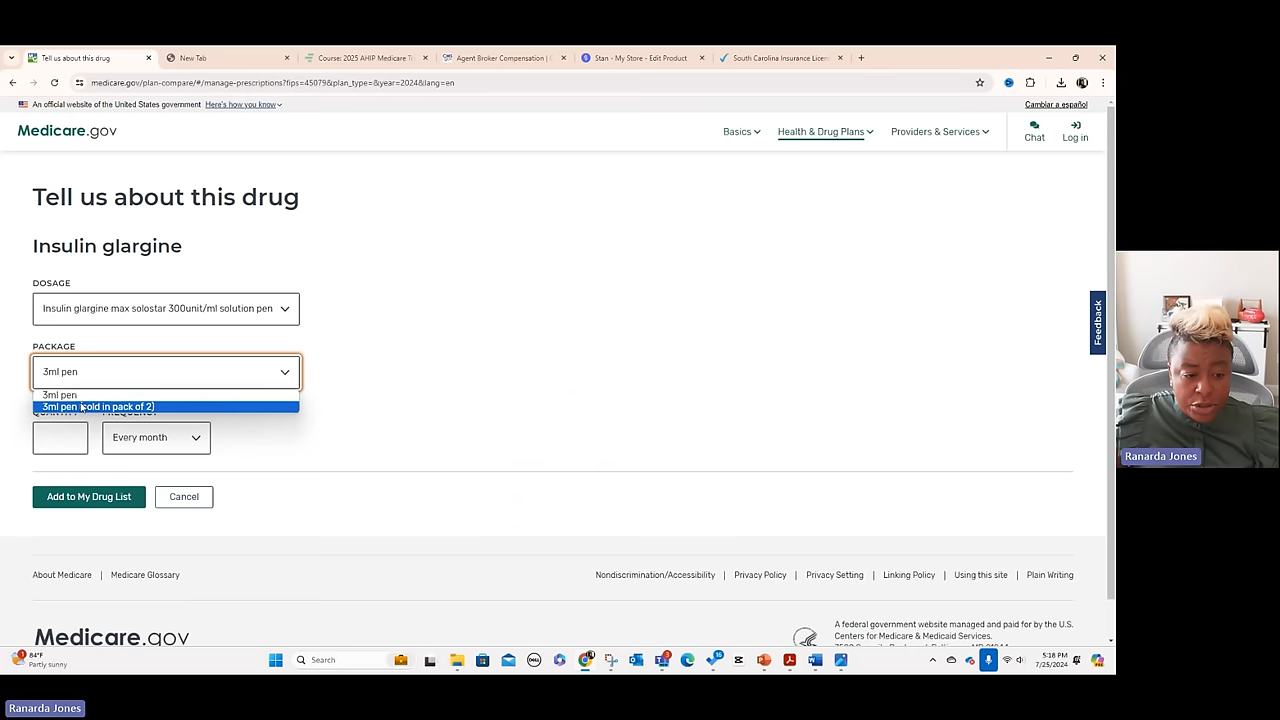 Tell us about this drug
New Tab
Course: 2025 AHIP Medicare T
Agent Broker Compensation | C
Stan - My Store - Edit Product
South Carolina Insurance Licen
medicare.gov/plan-compare/#/manage-prescriptions?fips=45079&plan_type=&year=2024&lang=en
An official website of the United States government Here's how you know
Cambiar a español
Medicare.gov
Basics
Health & Drug Plans
Providers & Services
Chat
Log in
Tell us about this drug
Insulin glargine
DOSAGE
Insulin glargine max solostar 300unit/ml solution pen
Feedback
PACKAGE
3ml pen
3ml pen
3ml pen (sold in pack of 2)
Every month
Add to My Drug List
Cancel
Ranarda Jones
About Medicare | Medicare Glossary
Nondiscrimination/Accessibility | Privacy Policy | Privacy Setting | Linking Policy | Using this site | Plain Writing
Medicare.gov
A federal government website managed and paid for by the U.S.
Centers for Medicare & Medicaid Services.
84°F
Partly sunny
Search
DELL
16
5:18 PM
7/25/2024
Ranarda Jones